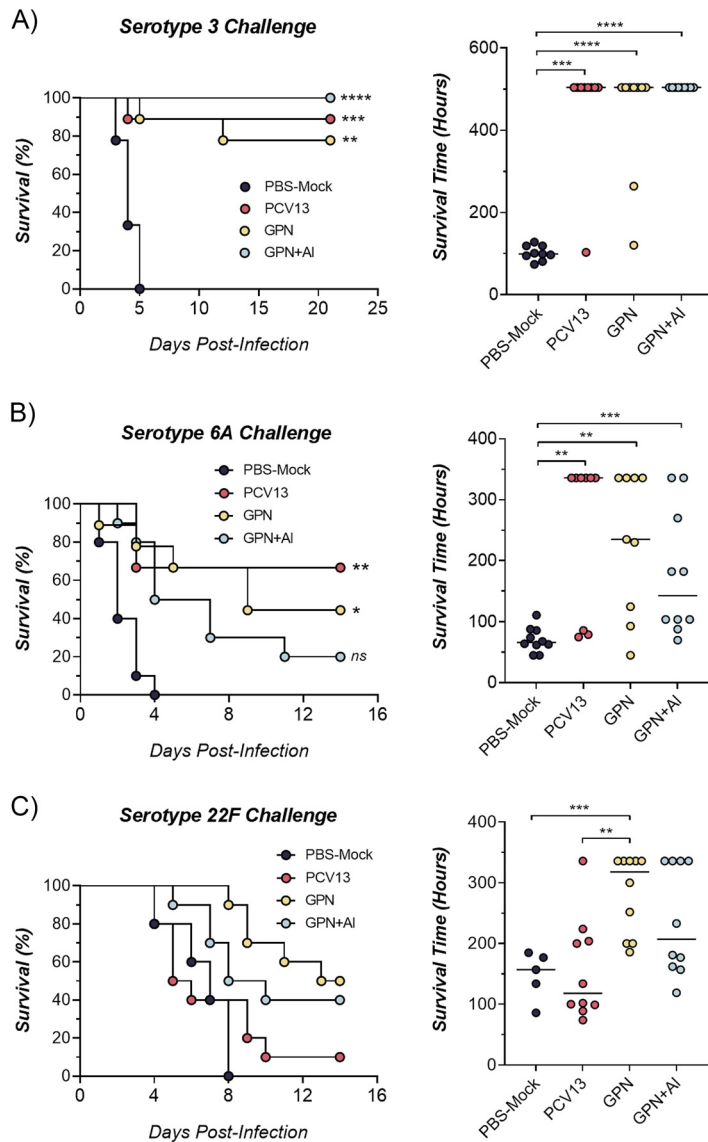 A)
Serotype 3 Challenge
100
80
60
40
20
0
0
5
10
15
20
25
Survival (%)
Days Post-Infection
****
***
**
PBS-Mock
PCV13
GPN
GPN+Al
****
****
***
600
400
200
0
Survival Time (Hours)
PBS-Mock
PCV13
GPN
GPN+Al
B)
Serotype 6A Challenge
PBS-Mock
PCV13
GPN
GPN+Al
100
80
60
40
20
0
0
4
8
12
16
Survival (%)
Days Post-Infection
**
*
ns
***
**
**
400
300
200
100
0
Survival Time (Hours)
PBS-Mock
PCV13
GPN
GPN+Al
C)
Serotype 22F Challenge
PBS-Mock
PCV13
GPN
GPN+Al
100
80
60
40
20
0
0
4
8
12
16
Survival (%)
Days Post-Infection
***
**
400
300
200
100
0
Survival Time (Hours)
PBS-Mock
PCV13
GPN
GPN+Al